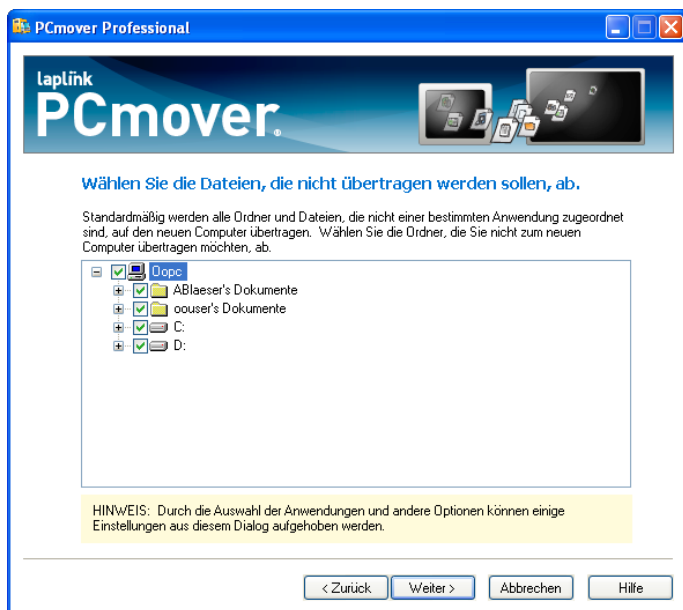 PCmover Professional
laplink
PCmover®
Wählen Sie die Dateien, die nicht übertragen werden sollen, ab.
Standardmäßig werden alle Ordner und Dateien, die nicht einer bestimmten Anwendung zugeordnet
sind, auf den neuen Computer übertragen. Wählen Sie die Ordner, die Sie nicht zum neuen
Computer übertragen möchten, ab.
Oopc
ABlaeser's Dokumente
oouser's Dokumente
C:
D:
HINWEIS: Durch die Auswahl der Anwendungen und andere Optionen können einige
Einstellungen aus diesem Dialog aufgehoben werden.
< Zurück Weiter > Abbrechen Hilfe